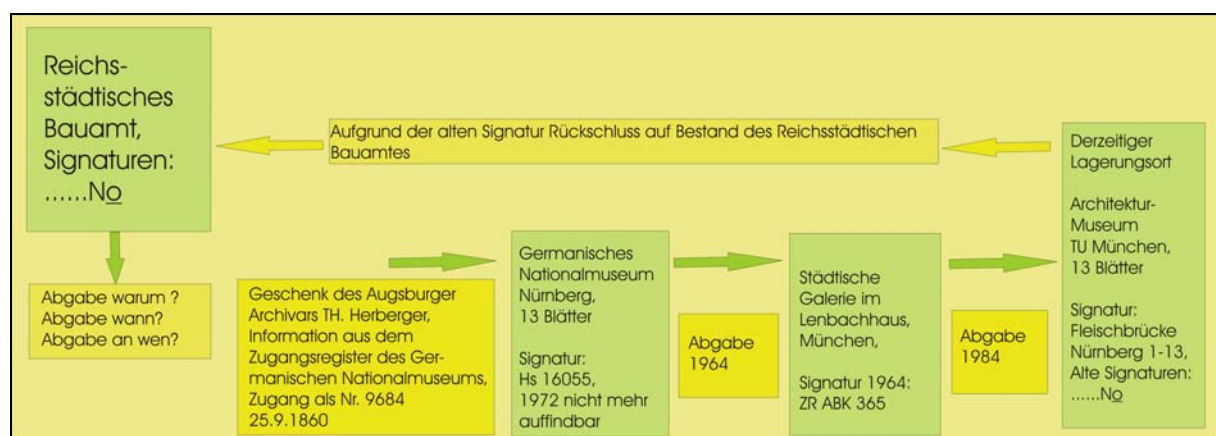 Reichs-
städtisches
Bauamt,
Signaturen:
......No
Aufgrund der alten Signatur Rückschluss auf Bestand des Reichsstädtischen
Bauamtes
Derzeitiger
Lagerungsort
Architektur-
Museum
TU München,
13 Blätter
Signatur:
Fleischbrücke
Nürnberg 1-13,
Alte Signaturen:
......No
Abgabe warum ?
Abgabe wann?
Abgabe an wen?
Geschenk des Augsburger
Archivars TH. Herberger,
Information aus dem
Zugangsregister des Ger-
manischen Nationalmuseums,
Zugang als Nr. 9684
25.9.1860
Germanisches
Nationalmuseum
Nürnberg,
13 Blätter
Signatur:
Hs 16055,
1972 nicht mehr
auffindbar
Abgabe
1964
Städtische
Galerie im
Lenbachhaus,
München,
Signatur 1964:
ZR ABK 365
Abgabe
1984